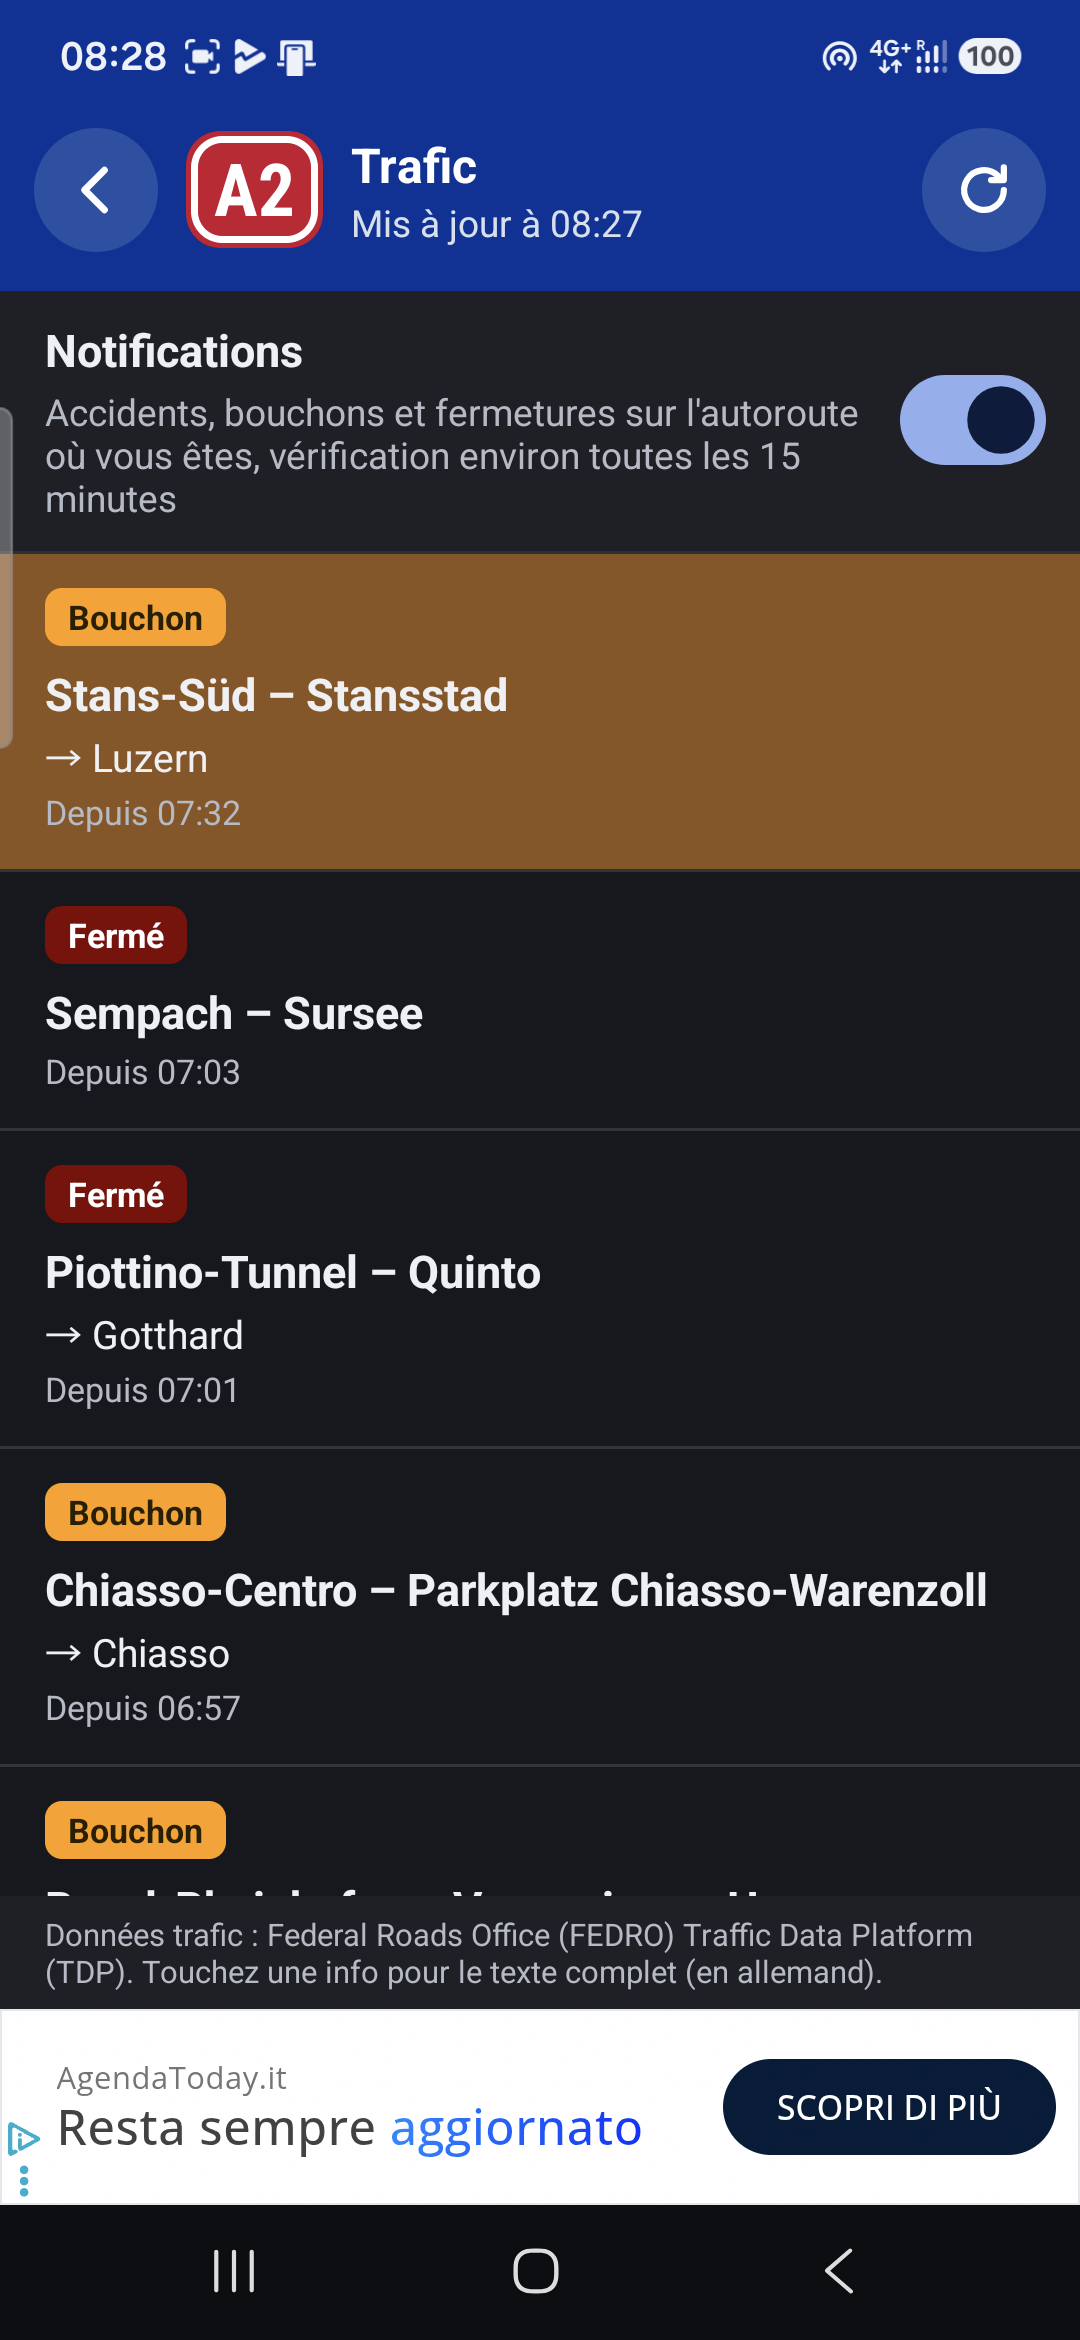 08:28
4G+ R 100
A2
Trafic
Mis à jour à 08:27
Notifications
Accidents, bouchons et fermetures sur l'autoroute
où vous êtes, vérification environ toutes les 15
minutes
Bouchon
Stans-Süd – Stansstad
→ Luzern
Depuis 07:32
Fermé
Sempach – Sursee
Depuis 07:03
Fermé
Piottino-Tunnel – Quinto
→ Gotthard
Depuis 07:01
Bouchon
Chiasso-Centro – Parkplatz Chiasso-Warenzoll
→ Chiasso
Depuis 06:57
Bouchon
Données trafic : Federal Roads Office (FEDRO) Traffic Data Platform
(TDP). Touchez une info pour le texte complet (en allemand).
AgendaToday.it
Resta sempre aggiornato
SCOPRI DI PIÙ